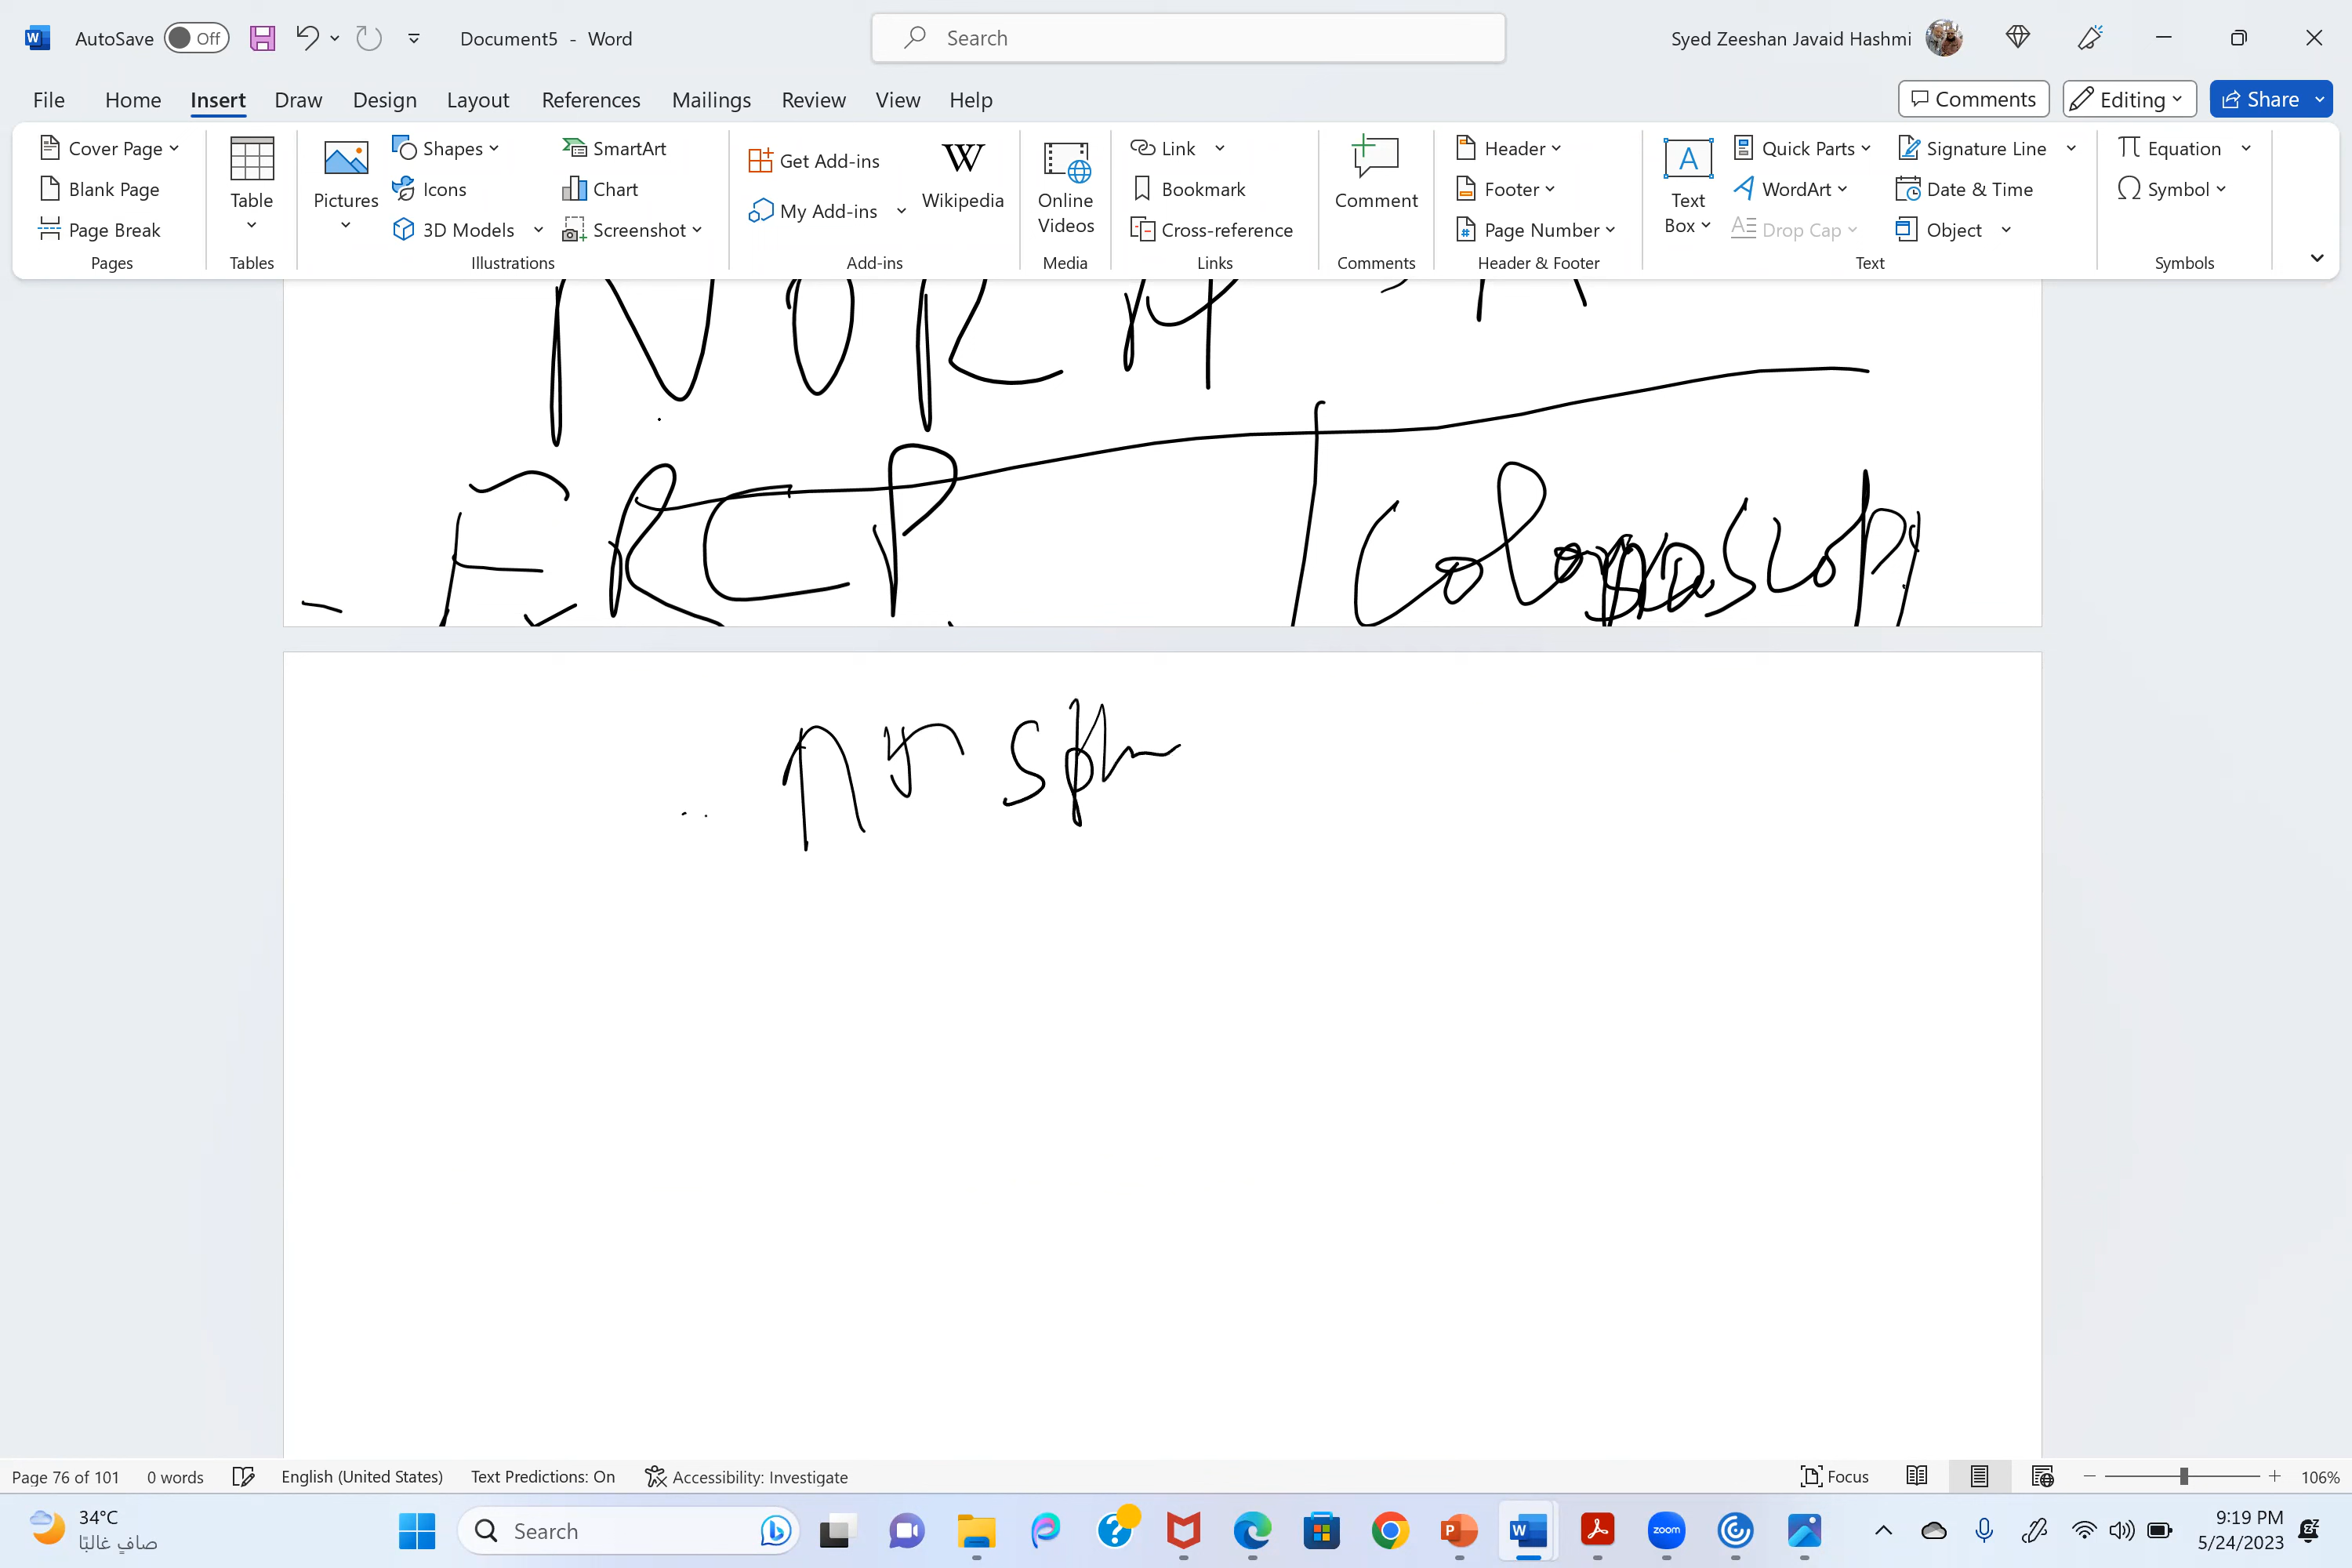 AutoSave Off Document5 - Word Search Syed Zeeshan Javaid Hashmi
File Home Insert Draw Design Layout References Mailings Review View Help Comments Editing Share
Cover Page
Blank Page
Page Break
Pages
Table
Tables
Pictures
Shapes
Icons
3D Models
SmartArt
Chart
Screenshot
Illustrations
Get Add-ins
My Add-ins
Wikipedia
Add-ins
Online
Videos
Media
Link
Bookmark
Cross-reference
Links
Comment
Comments
Header
Footer
Page Number
Header & Footer
Text
Box
Quick Parts
WordArt
Drop Cap
Signature Line
Date & Time
Object
Text
Equation
Symbol
Symbols
ERCP
Page 76 of 101 0 words English (United States) Text Predictions: On Accessibility: Investigate Focus 106%
34°C
صافٍ غالبًا
Search
zoom
9:19 PM
5/24/2023